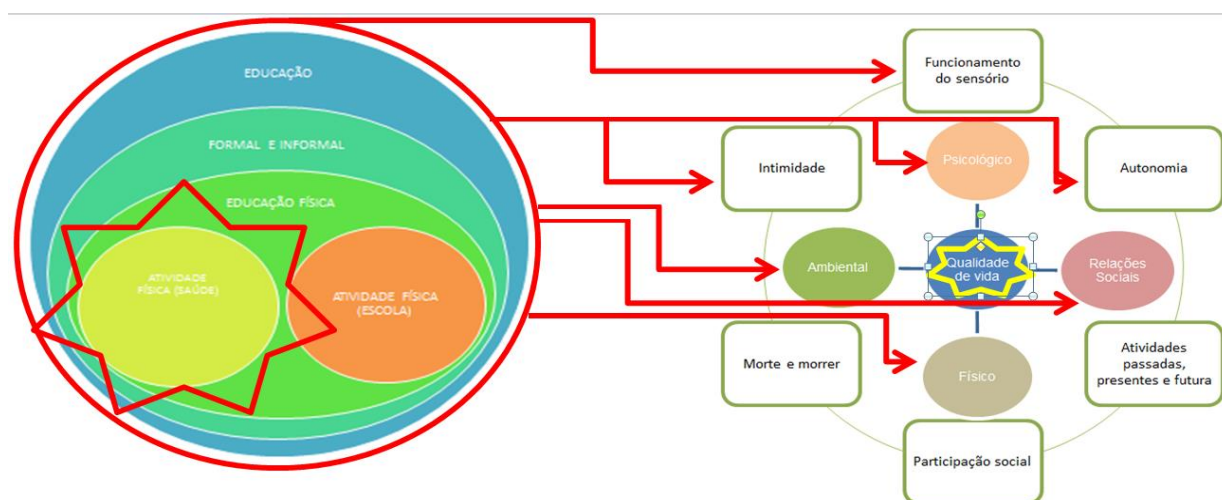 EDUCAÇÃO
FORMAL E INFORMAL
EDUCAÇÃO FÍSICA
ATIVIDADE
FÍSICA (SAÚDE)
ATIVIDADE FÍSICA
(ESCOLA)
Funcionamento
do sensório
Intimidade
Psicológico
Autonomia
Ambiental
Qualidade
de vida
Relações
Sociais
Morte e morrer
Físico
Atividades
passadas,
presentes e futura
Participação social